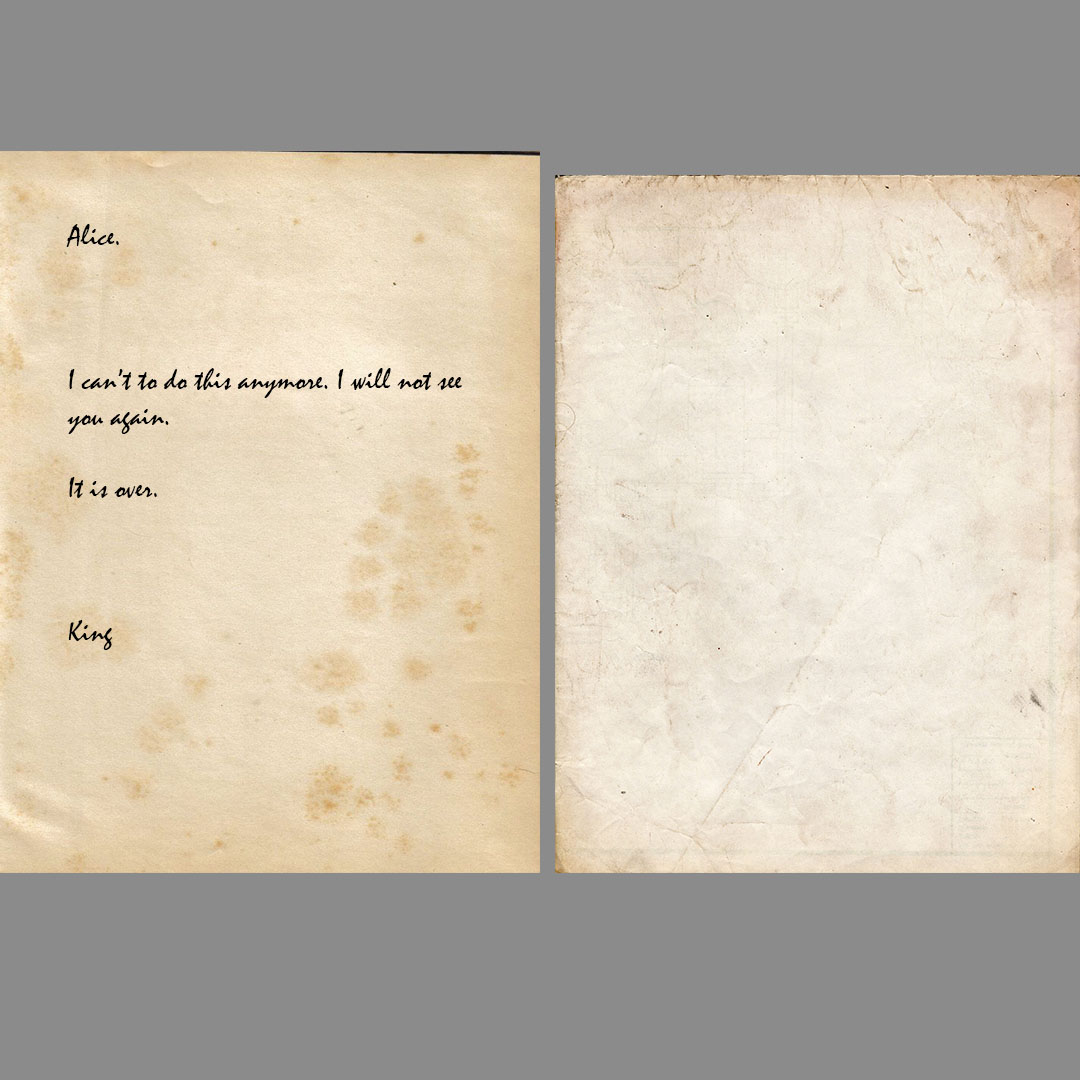 Alice.
I can't to do this anymore. I will not see
you again.
It is over.
King